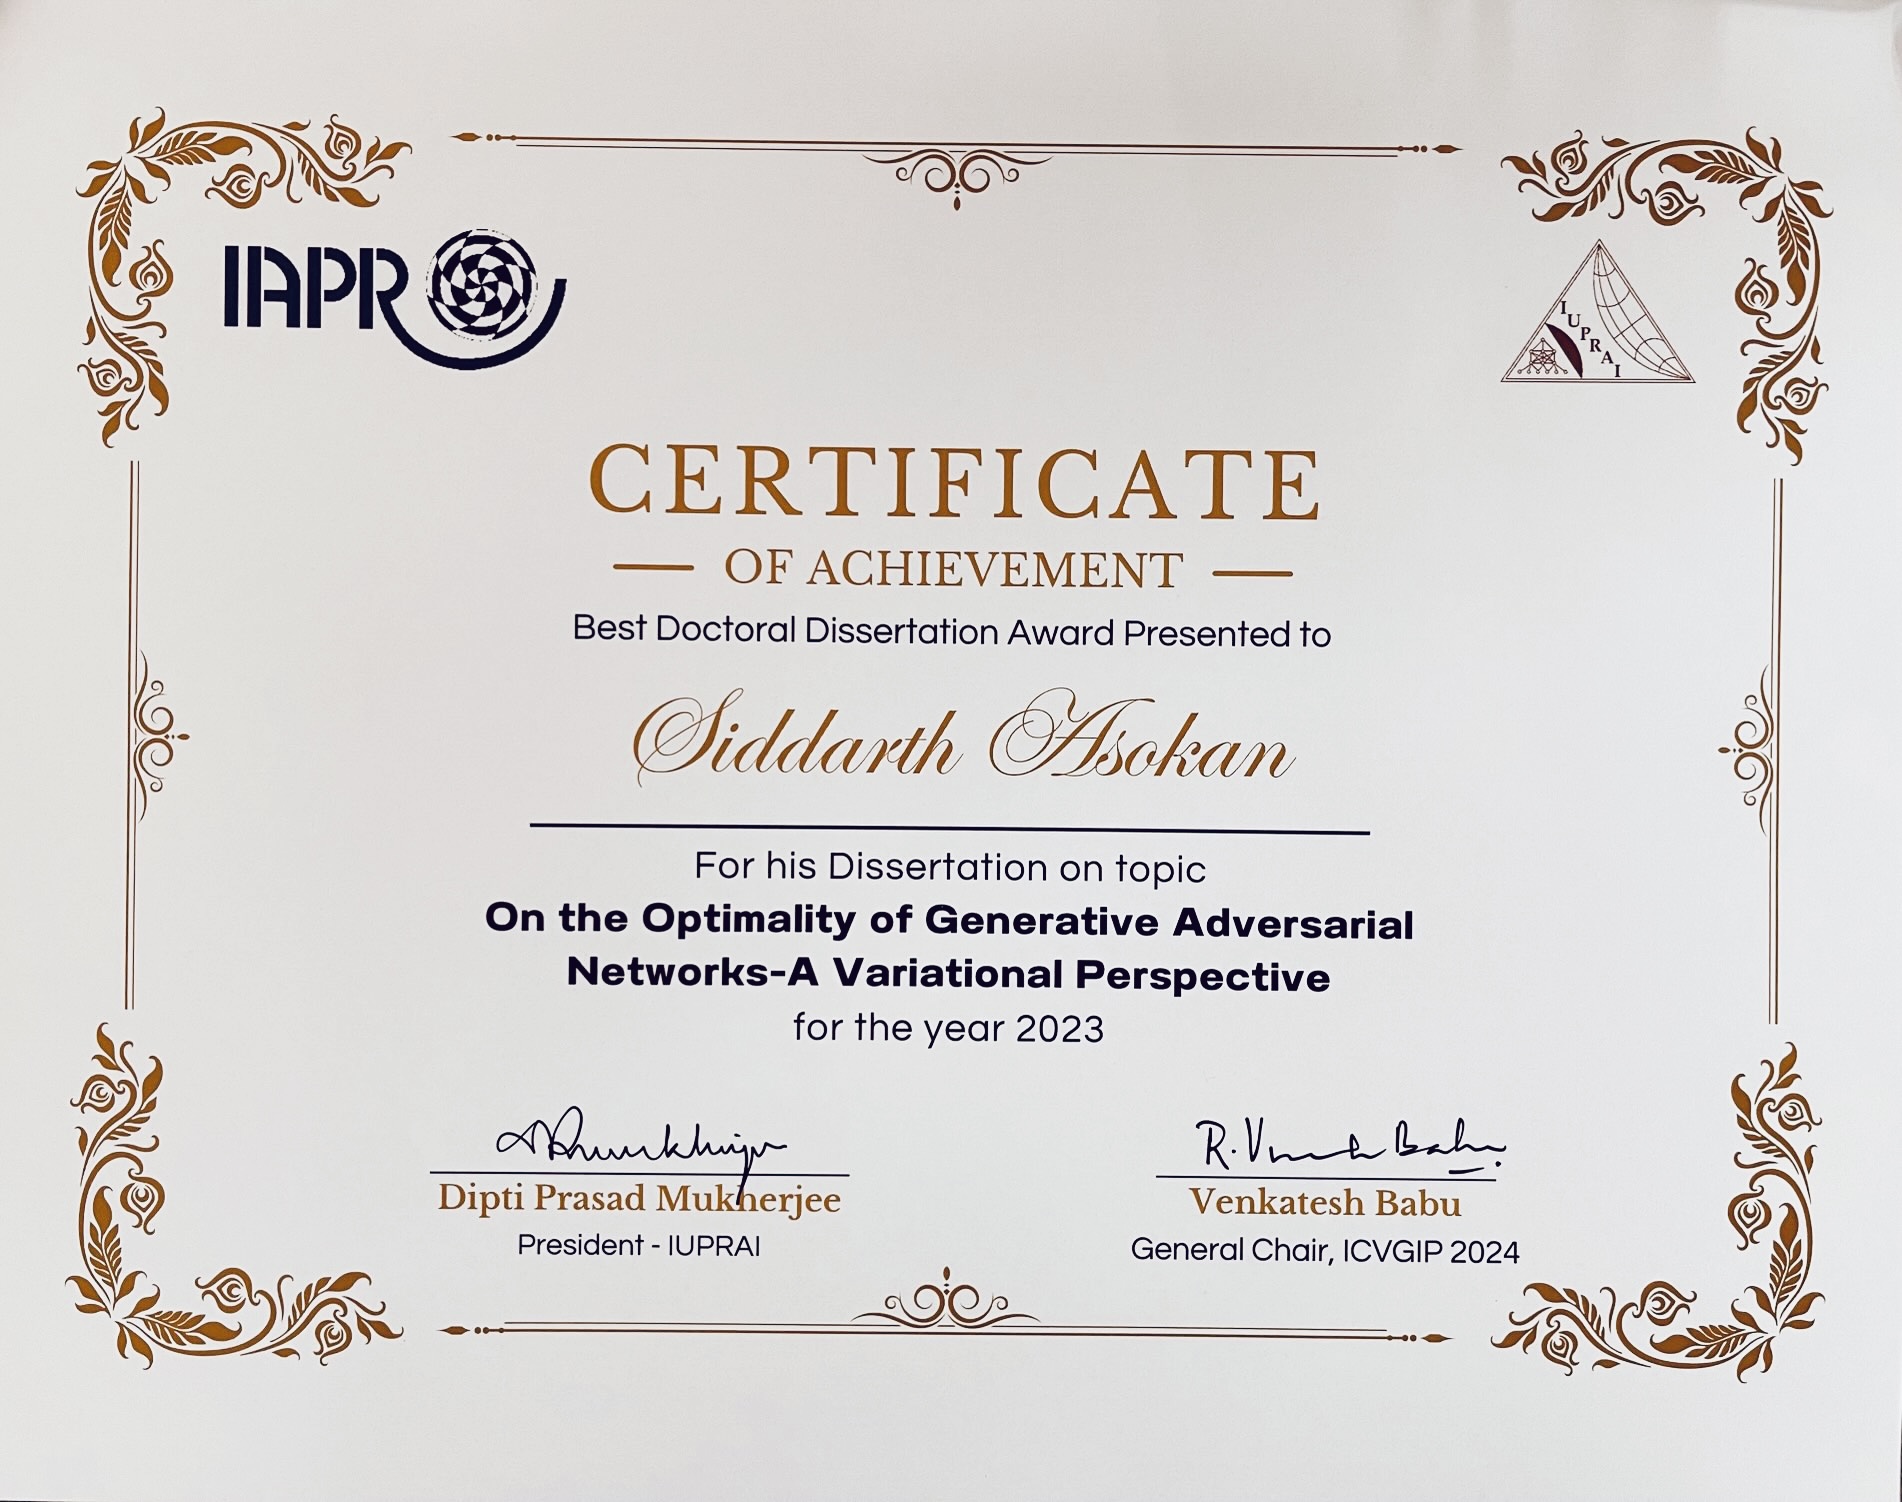 IAPR
IUPRAI
CERTIFICATE
OF ACHIEVEMENT
Best Doctoral Dissertation Award Presented to
Siddarth Asokan
For his Dissertation on topic
On the Optimality of Generative Adversarial
Networks-A Variational Perspective
for the year 2023
R. Venkatesh Babu
Dipti Prasad Mukherjee
Venkatesh Babu
President - IUPRAI
General Chair, ICVGIP 2024